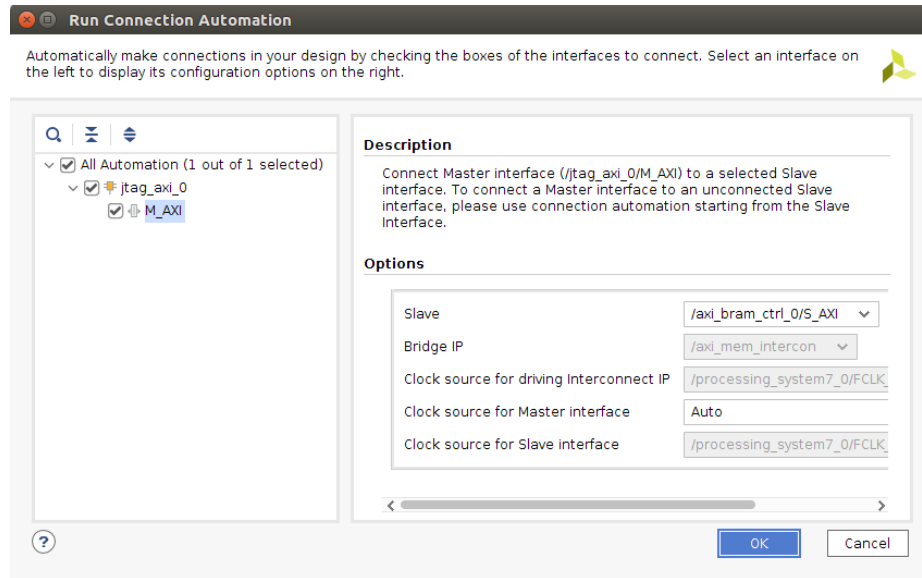 Run Connection Automation
Automatically make connections in your design by checking the boxes of the interfaces to connect. Select an interface on
the left to display its configuration options on the right.
All Automation (1 out of 1 selected)
jtag_axi_0
M_AXI
Description
Connect Master interface (/jtag_axi_0/M_AXI) to a selected Slave
interface. To connect a Master interface to an unconnected Slave
interface, please use connection automation starting from the Slave
Interface.
Options
Slave /axi_bram_ctrl_0/S_AXI
Bridge IP /axi_mem_intercon
Clock source for driving Interconnect IP /processing_system7_0/FCLK_
Clock source for Master interface Auto
Clock source for Slave interface /processing_system7_0/FCLK_
?
OK
Cancel